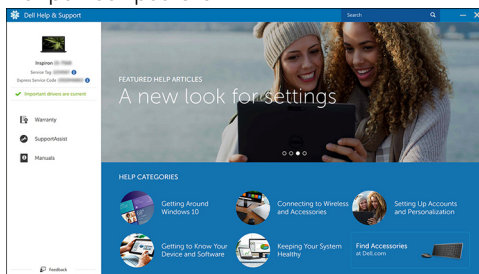 Dell Help & Support
Search
Inspiron
Service Tag
Express Service Code
Important drivers are current
Warranty
SupportAssist
Manuals
Feedback
FEATURED HELP ARTICLES
A new look for settings
HELP CATEGORIES
Getting Around
Windows 10
Connecting to Wireless
and Accessories
Setting Up Accounts
and Personalization
Getting to Know Your
Device and Software
Keeping Your System
Healthy
Find Accessories
at Dell.com